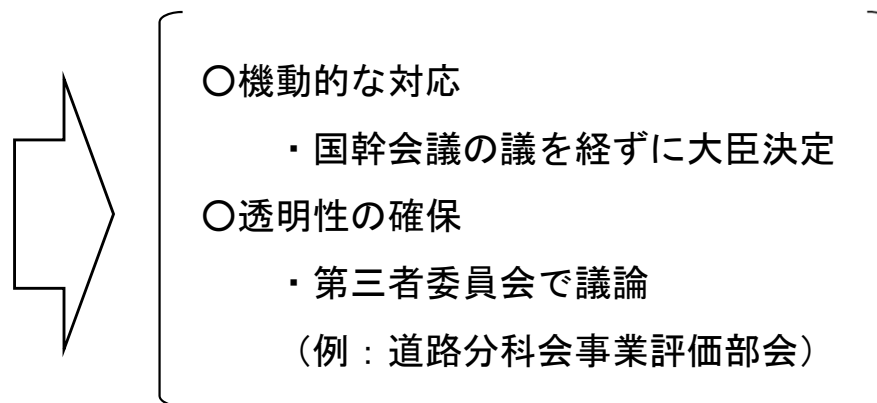 〇機動的な対応
・国幹会議の議を経ずに大臣決定
〇透明性の確保
・第三者委員会で議論
（例：道路分科会事業評価部会）